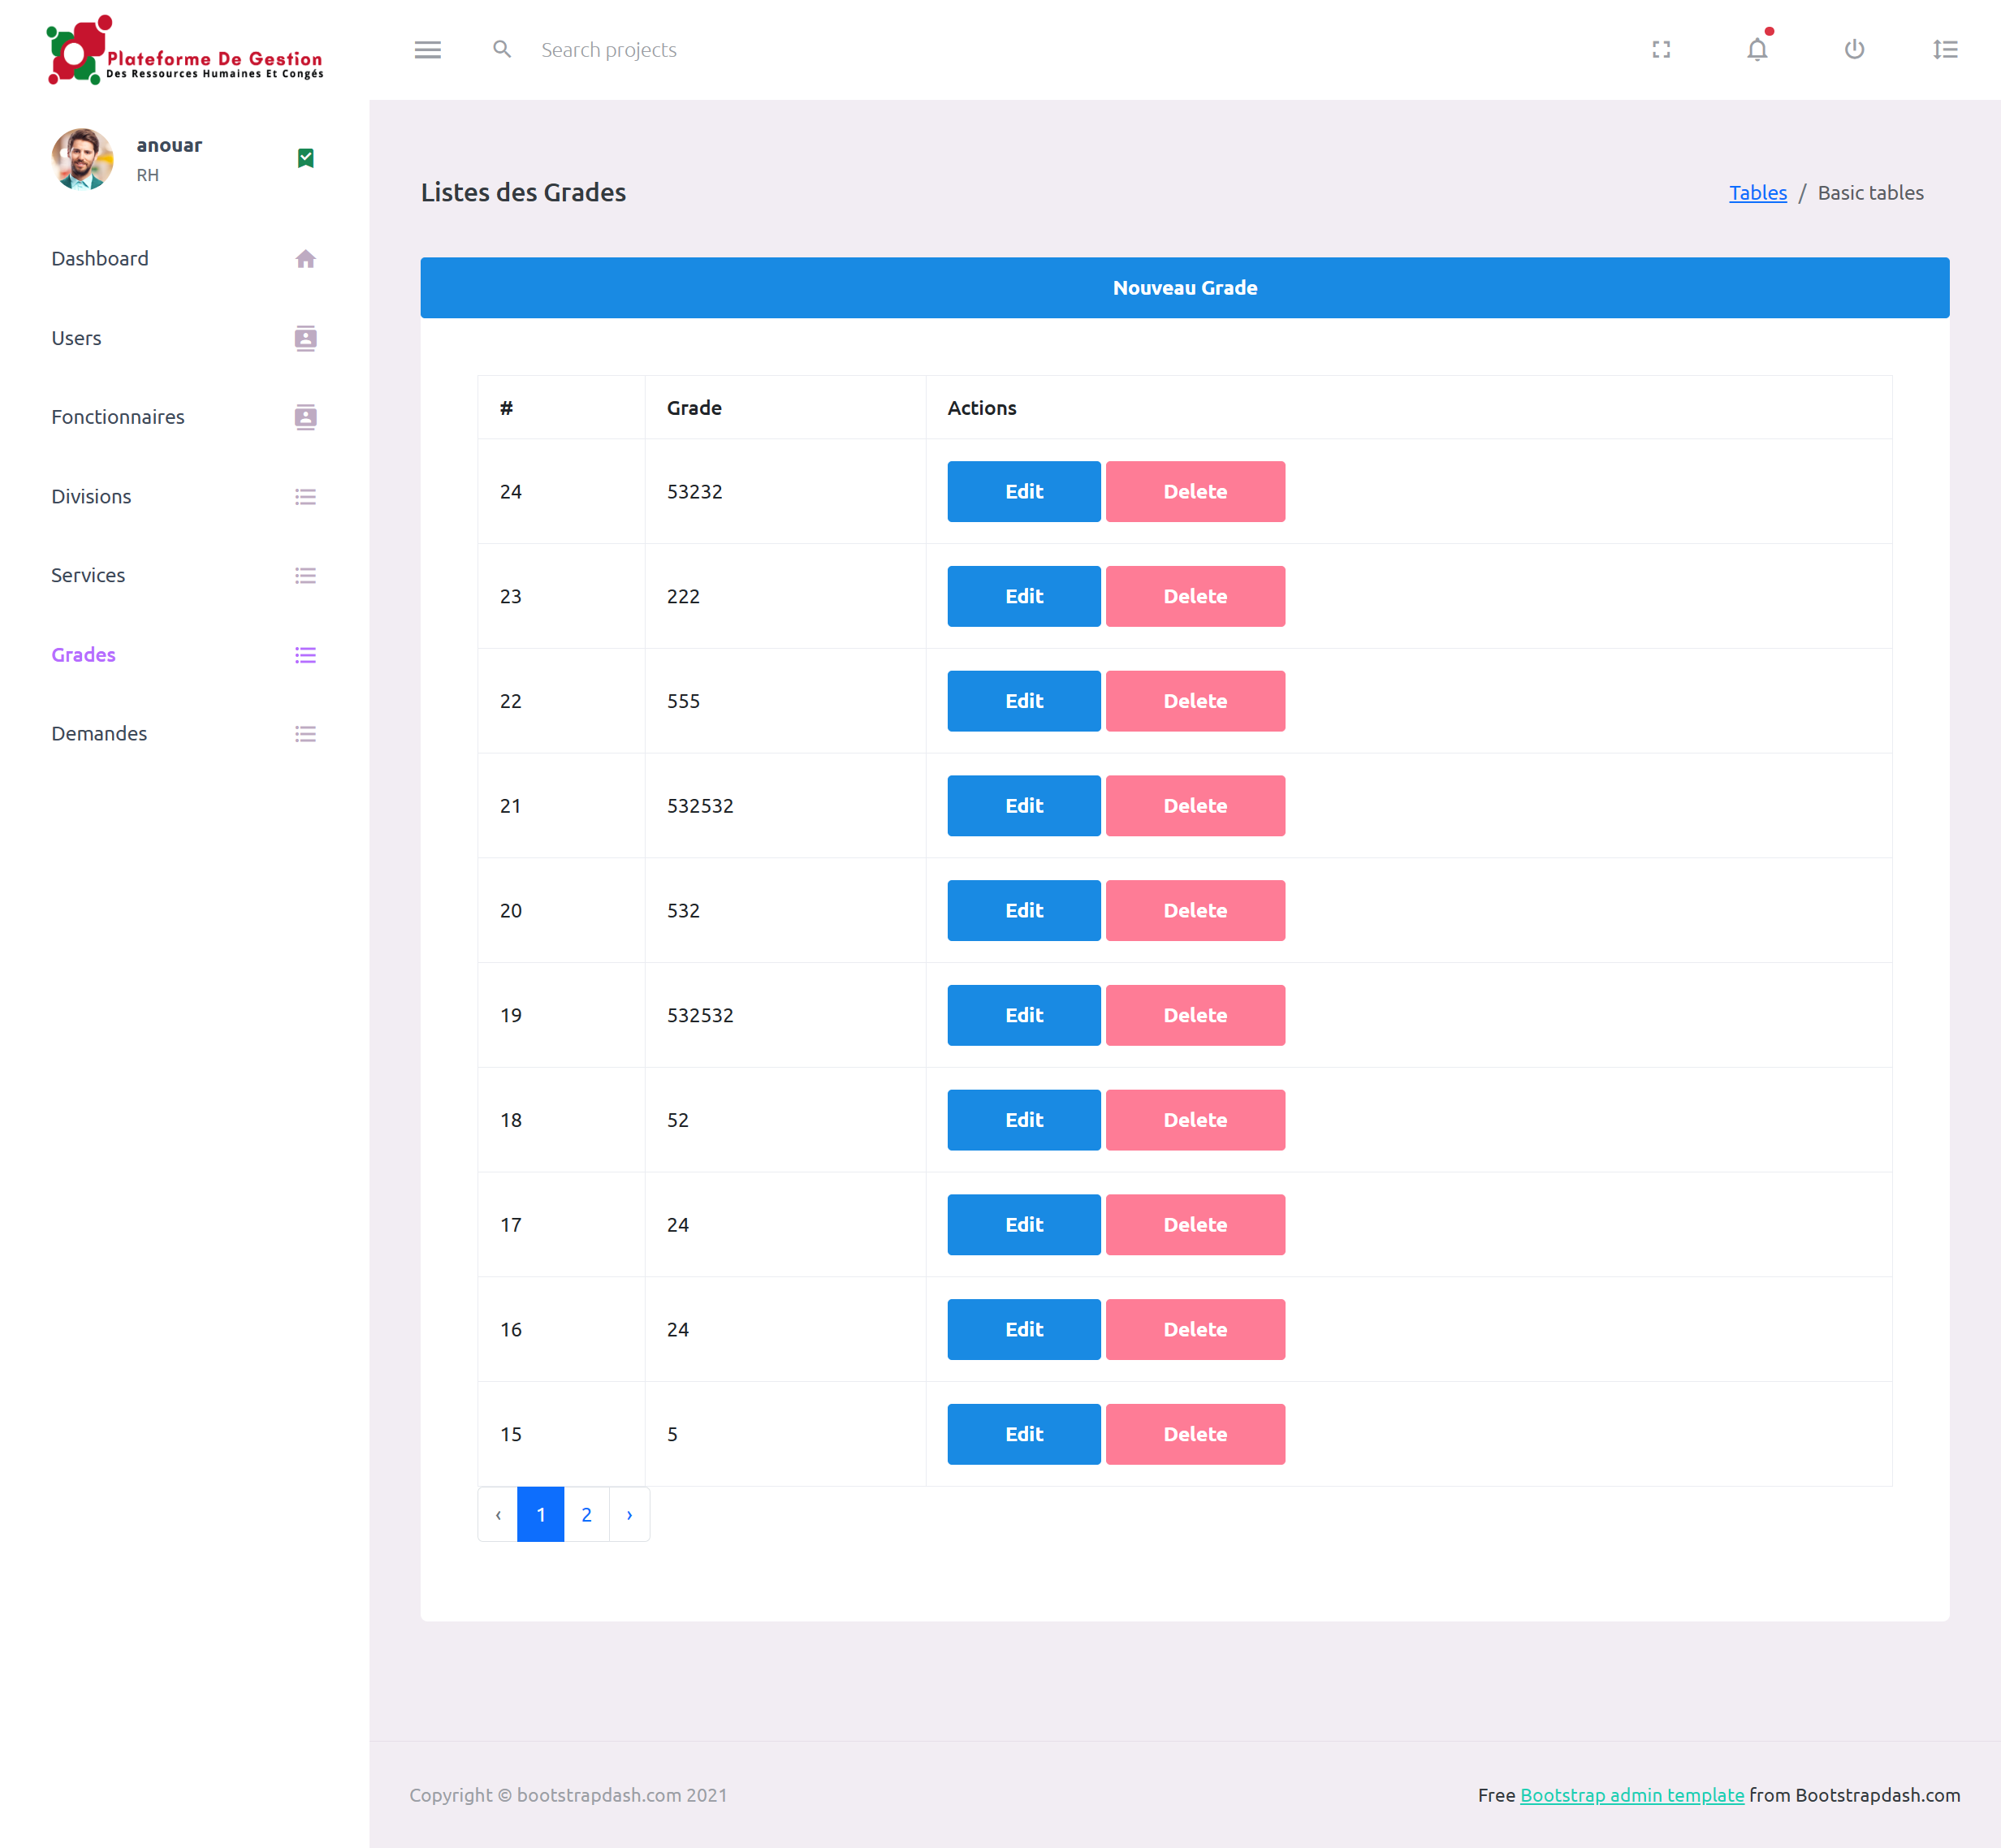 Plateforme De Gestion
Des Ressources Humaines Et Congés
Search projects
anouar
RH
Dashboard
Users
Fonctionnaires
Divisions
Services
Grades
Demandes
Listes des Grades
Tables / Basic tables
Nouveau Grade
# Grade Actions
24 53232 Edit Delete
23 222 Edit Delete
22 555 Edit Delete
21 532532 Edit Delete
20 532 Edit Delete
19 532532 Edit Delete
18 52 Edit Delete
17 24 Edit Delete
16 24 Edit Delete
15 5 Edit Delete
‹ 1 2 ›
Copyright © bootstrapdash.com 2021
Free Bootstrap admin template from Bootstrapdash.com